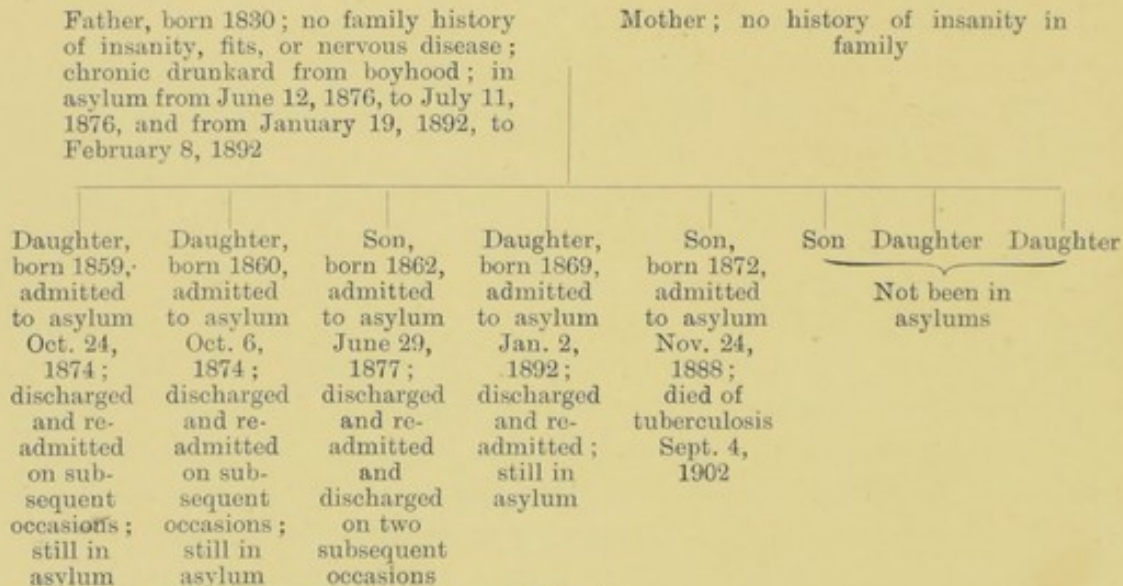 Father, born 1830; no family history
of insanity, fits, or nervous disease;
chronic drunkard from boyhood; in
asylum from June 12, 1876, to July 11,
1876, and from January 19, 1892, to
February 8, 1892
Mother; no history of insanity in
family
Daughter,
born 1859,
admitted
to asylum
Oct. 24,
1874;
discharged
and re-
admitted
on sub-
sequent
occasions;
still in
asylum
Daughter,
born 1860,
admitted
to asylum
Oct. 6,
1874;
discharged
and re-
admitted
on sub-
sequent
occasions;
still in
asylum
Son,
born 1862,
admitted
to asylum
June 29,
1877;
discharged
and re-
admitted
and
discharged
on two
subsequent
occasions
Daughter,
born 1869,
admitted
to asylum
Jan. 2,
1892;
discharged
and re-
admitted;
still in
asylum
Son,
born 1872,
admitted
to asylum
Nov. 24,
1888;
died of
tuberculosis
Sept. 4,
1902
Son Daughter Daughter
Not been in
asylums